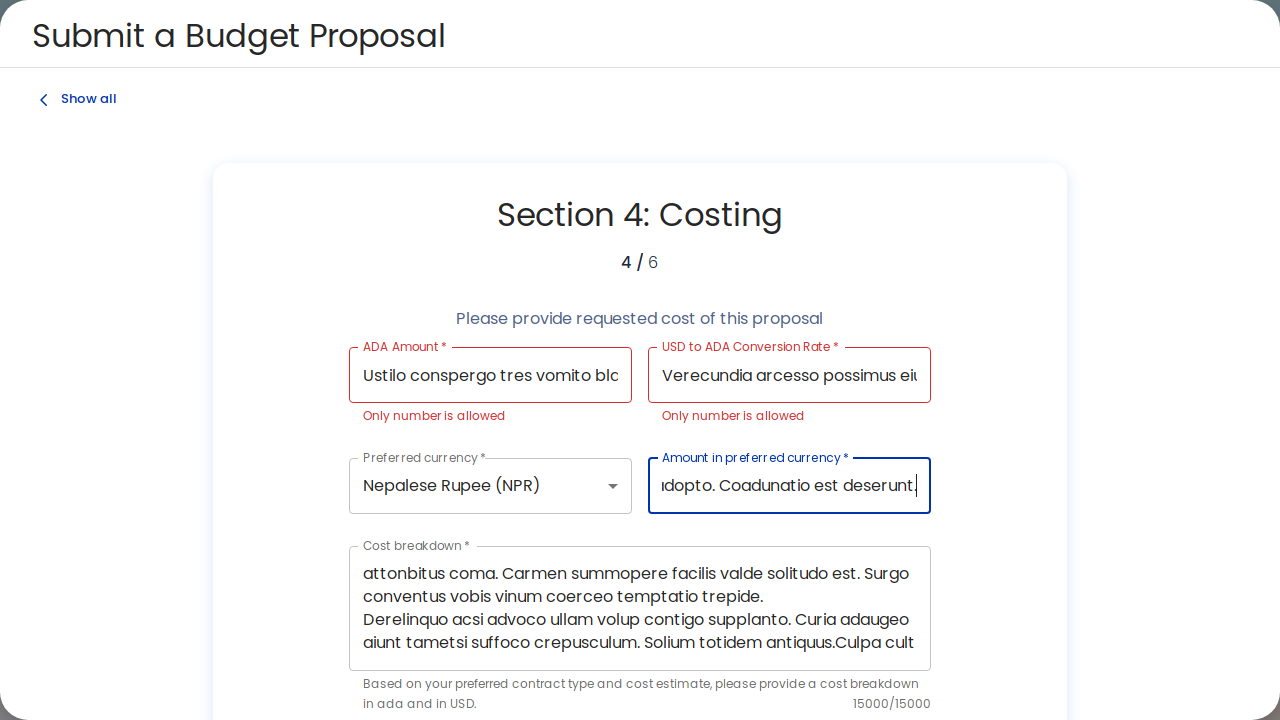 Submit a Budget Proposal
Show all
Section 4: Costing
4 / 6
Please provide requested cost of this proposal
ADA Amount *
USD to ADA Conversion Rate *
Ustilo conspergo tres vomito
Verecundia arcesso possimus
Only number is allowed
Only number is allowed
Preferred currency *
Amount in preferred currency *
Nepalese Rupee (NPR)
Coadunatio est deserunt.
Cost breakdown *
attonbitus coma. Carmen summopere facilis valde solitudo est. Surgo
conventus vobis vinum coerceo temptatio trepide.
Derelinquo acsi advoco ullam volup contigo supplanto. Curia adaugeo
aiunt tametsi suffoco crepusculum. Solium totidem antiquus.Culpa cult
Based on your preferred contract type and cost estimate, please provide a cost breakdown
in ada and in USD.
15000/15000